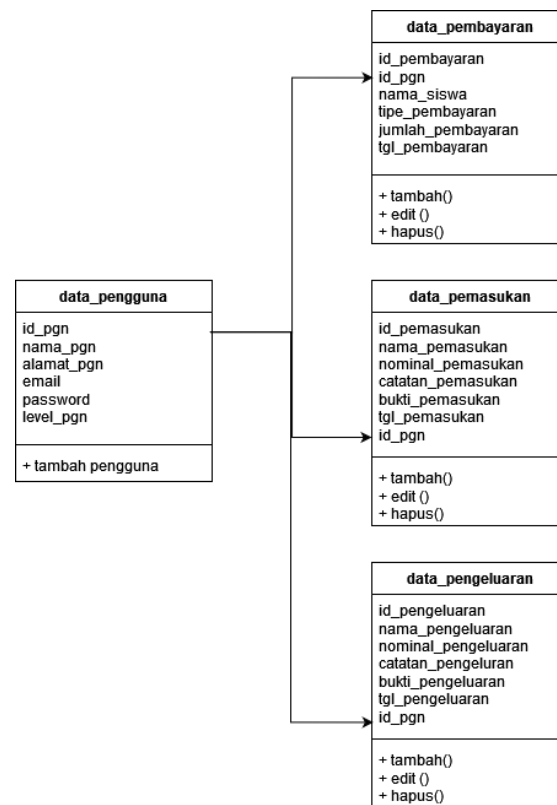 data_pembayaran
id_pembayaran
id_pgn
nama_siswa
tipe_pembayaran
jumlah_pembayaran
tgl_pembayaran
+ tambah()
+ edit ()
+ hapus()
data_pengguna
id_pgn
nama_pgn
alamat_pgn
email
password
level_pgn
+ tambah pengguna
data_pemasukan
id_pemasukan
nama_pemasukan
nominal_pemasukan
catatan_pemasukan
bukti_pemasukan
tgl_pemasukan
id_pgn
+ tambah()
+ edit ()
+ hapus()
data_pengeluaran
id_pengeluaran
nama_pengeluaran
nominal_pengeluaran
catatan_pengeluran
bukti_pengeluaran
tgl_pengeluaran
id_pgn
+ tambah()
+ edit ()
+ hapus()